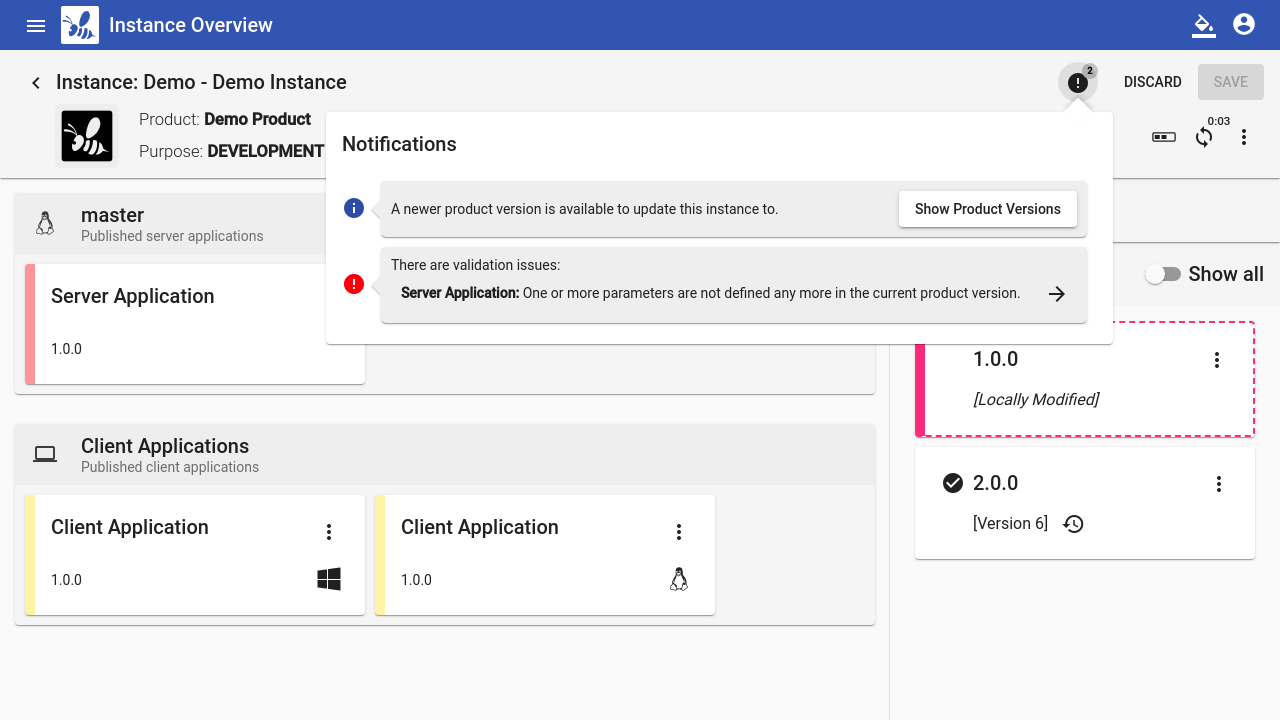 Instance Overview
Instance: Demo - Demo Instance
2
DISCARD
SAVE
Product: Demo Product
Purpose: DEVELOPMENT
0:03
Notifications
A newer product version is available to update this instance to.
Show Product Versions
There are validation issues:
Server Application: One or more parameters are not defined any more in the current product version.
master
Published server applications
Server Application
1.0.0
Client Applications
Published client applications
Client Application
1.0.0
Client Application
1.0.0
Show all
1.0.0
[Locally Modified]
2.0.0
[Version 6]